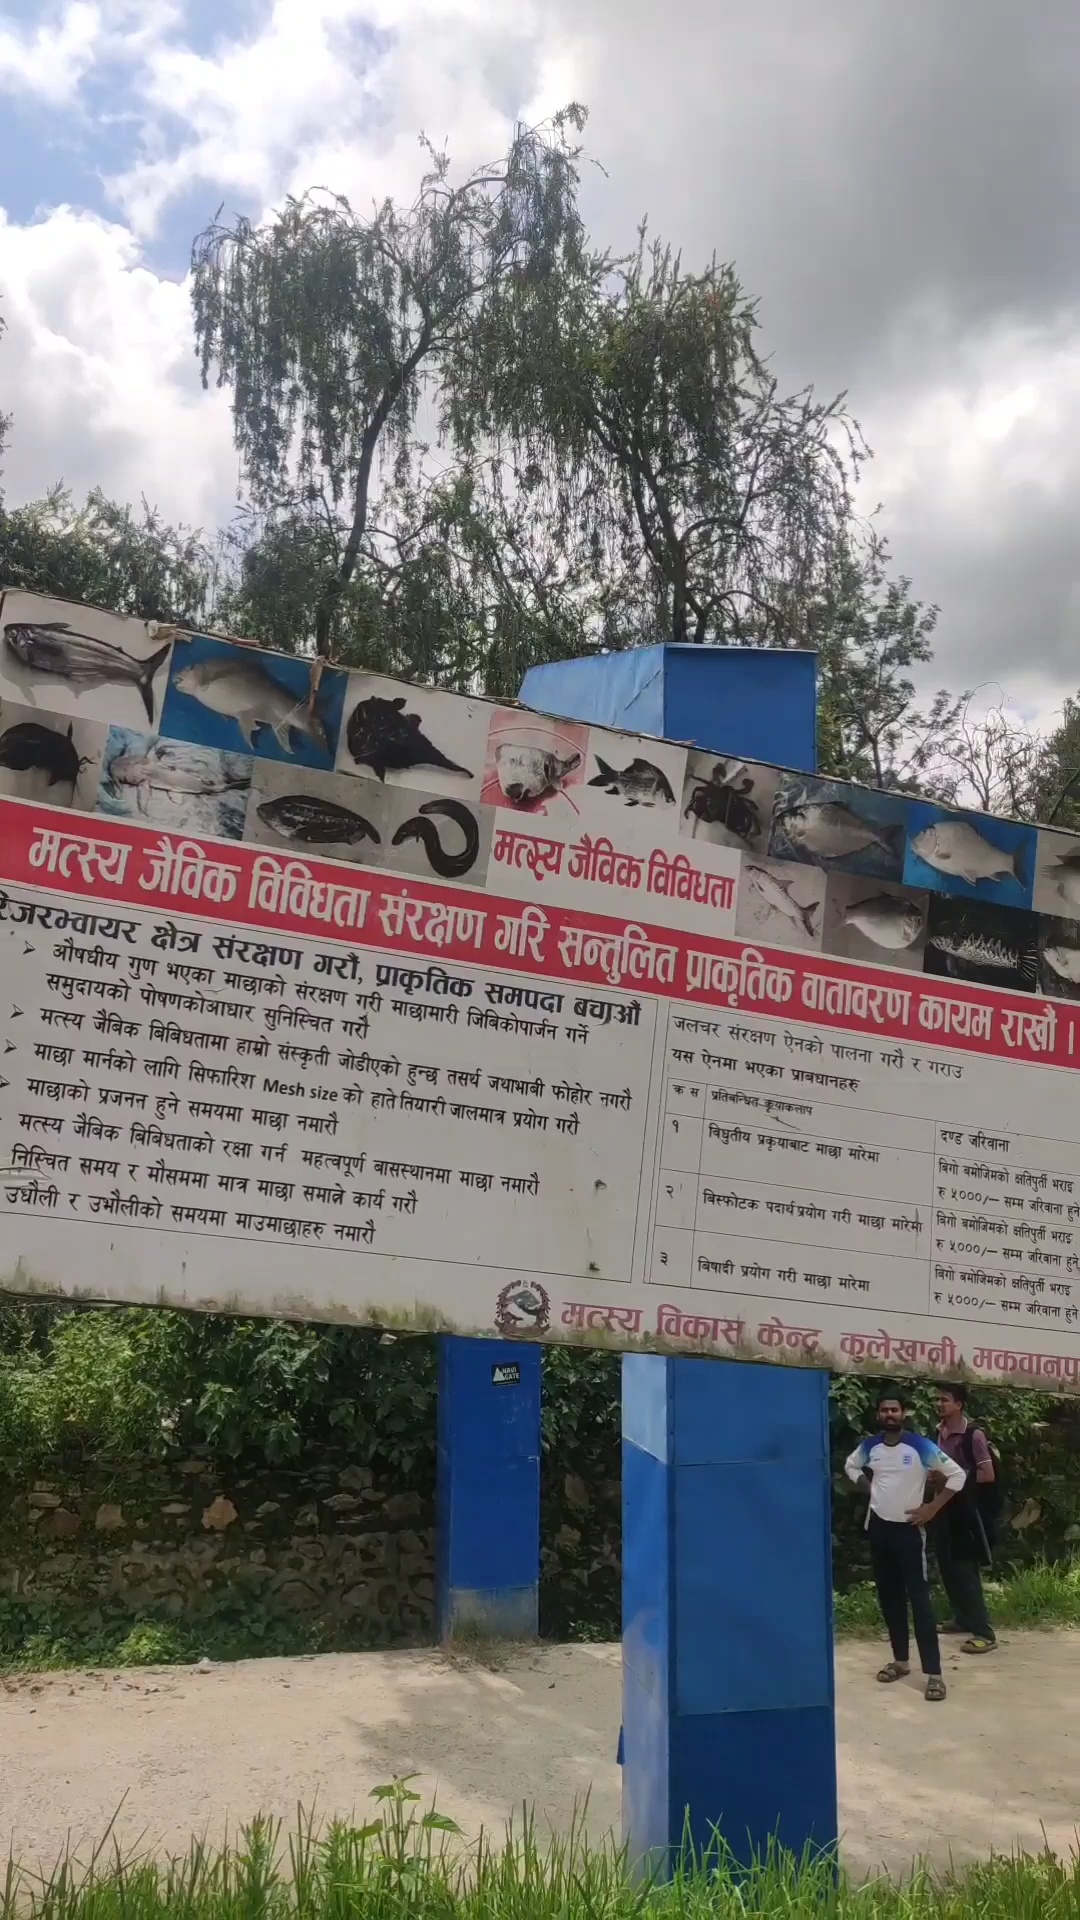 मत्स्य जैविक विविधता
मत्स्य जैविक विविधता संरक्षण गरि सन्तुलित प्राकृतिक वातावरण कायम राखौं ।
रिजरभ्वायर क्षेत्र संरक्षण गरौं, प्राकृतिक समपदा बचाऔं
औषधीय गुण भएका माछाको संरक्षण गरी माछामारी जिबिकोपार्जन गर्ने
समुदायको पोषणकोआधार सुनिस्चित गरौ
मत्स्य जैबिक बिबिधतामा हाम्रो संस्कृती जोडीएको हुन्छ तसर्थ जथाभाबी फोहोर नगरौ
माछा मार्नको लागि सिफारिश Mesh size को हाते तियारी जालमात्र प्रयोग गरौ
माछाको प्रजनन हुने समयमा माछा नमारौ
मत्स्य जैबिक बिबिधताको रक्षा गर्न महत्वपूर्ण बासस्थानमा माछा नमारौ
निस्चित समय र मौसममा मात्र माछा समात्ने कार्य गरौ
उधौली र उभौलीको समयमा माउमाछाहरु नमारौ
जलचर संरक्षण ऐनको पालना गरौ र गराउ
यस ऐनमा भएका प्राबधानहरु
क्र स प्रतिबन्धित कृयाकलाप दण्ड जरिवाना
१ बिधुतीय प्रकृयाबाट माछा मारेमा बिगो बमोजिमको क्षतिपुर्ती भराइ
रु ५०००/– सम्म जरिवाना हुने
२ बिस्फोटक पदार्थ प्रयोग गरी माछा मारेमा बिगो बमोजिमको क्षतिपुर्ती भराइ
रु ५०००/– सम्म जरिवाना हुने
३ बिषादी प्रयोग गरी माछा मारेमा बिगो बमोजिमको क्षतिपुर्ती भराइ
रु ५०००/– सम्म जरिवाना हुने
मत्स्य विकास केन्द्र कुलेखानी, मकवानपु
NAVI
GATE